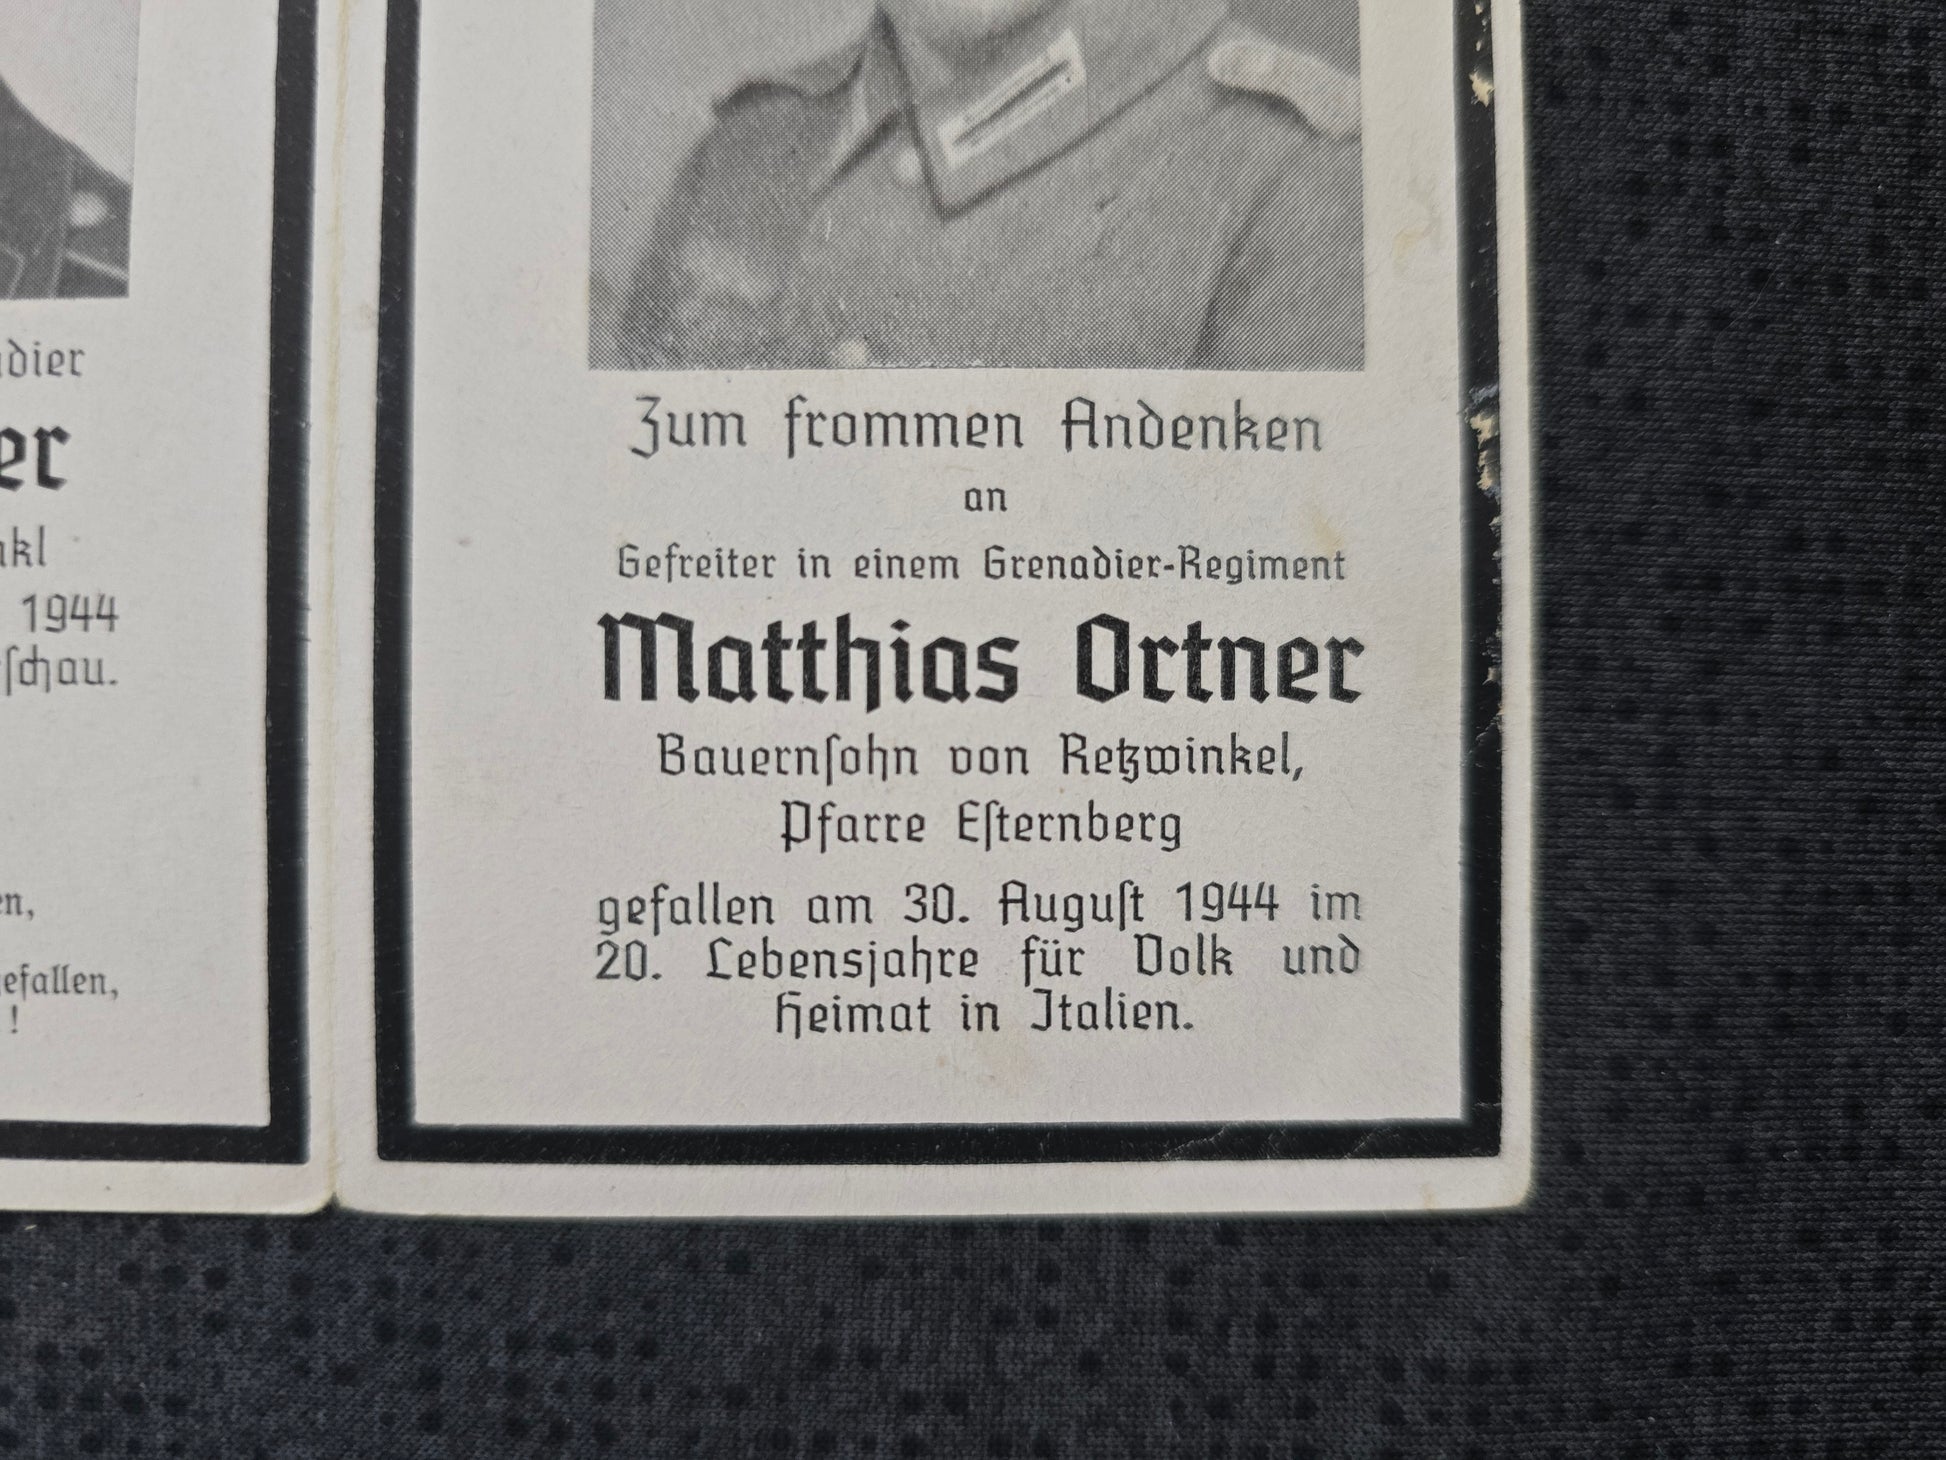 1944
Zum frommen Andenken
an
Gefreiter in einem Grenadier-Regiment
Matthias Ortner
Bauernſohn von Retzwinkel,
Pfarre Eſternberg
gefallen am 30. Auguſt 1944 im
20. Lebensjahre für Volk und
Heimat in Italien.